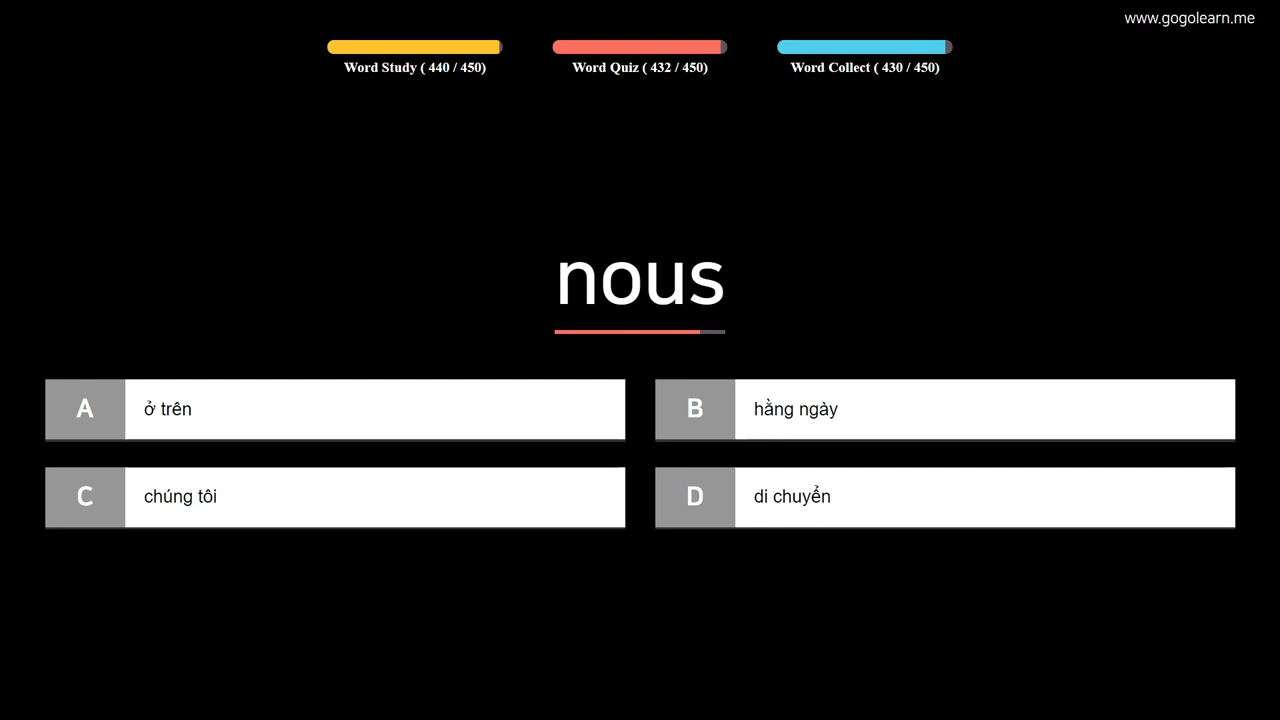 www.gogolearn.me
Word Study ( 440 / 450)
Word Quiz ( 432 / 450)
Word Collect ( 430 / 450)
nous
A ở trên
B hằng ngày
C chúng tôi
D di chuyển